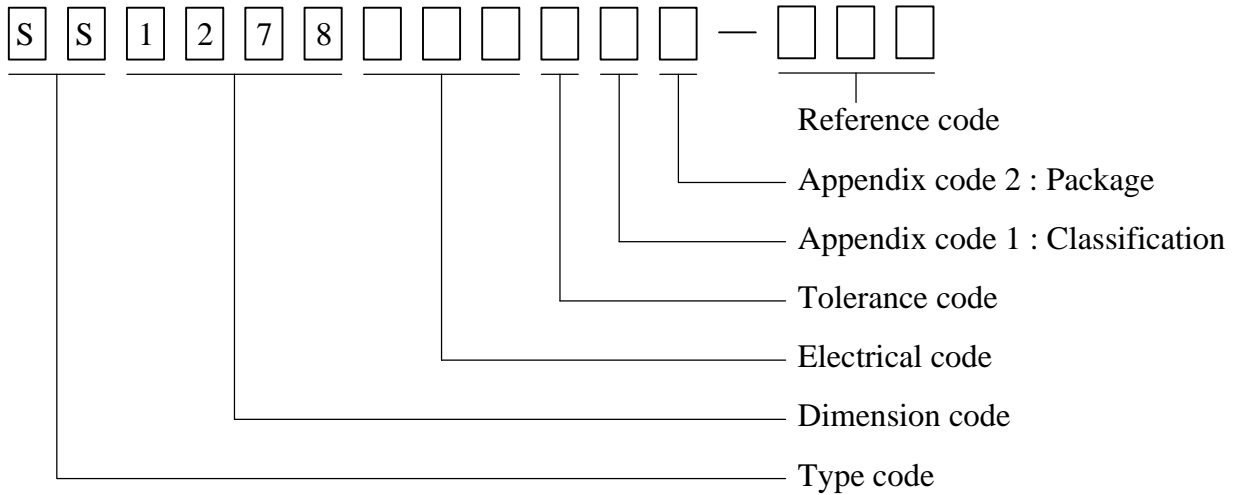 S S 1 2 7 8 —
Reference code
Appendix code 2 : Package
Appendix code 1 : Classification
Tolerance code
Electrical code
Dimension code
Type code